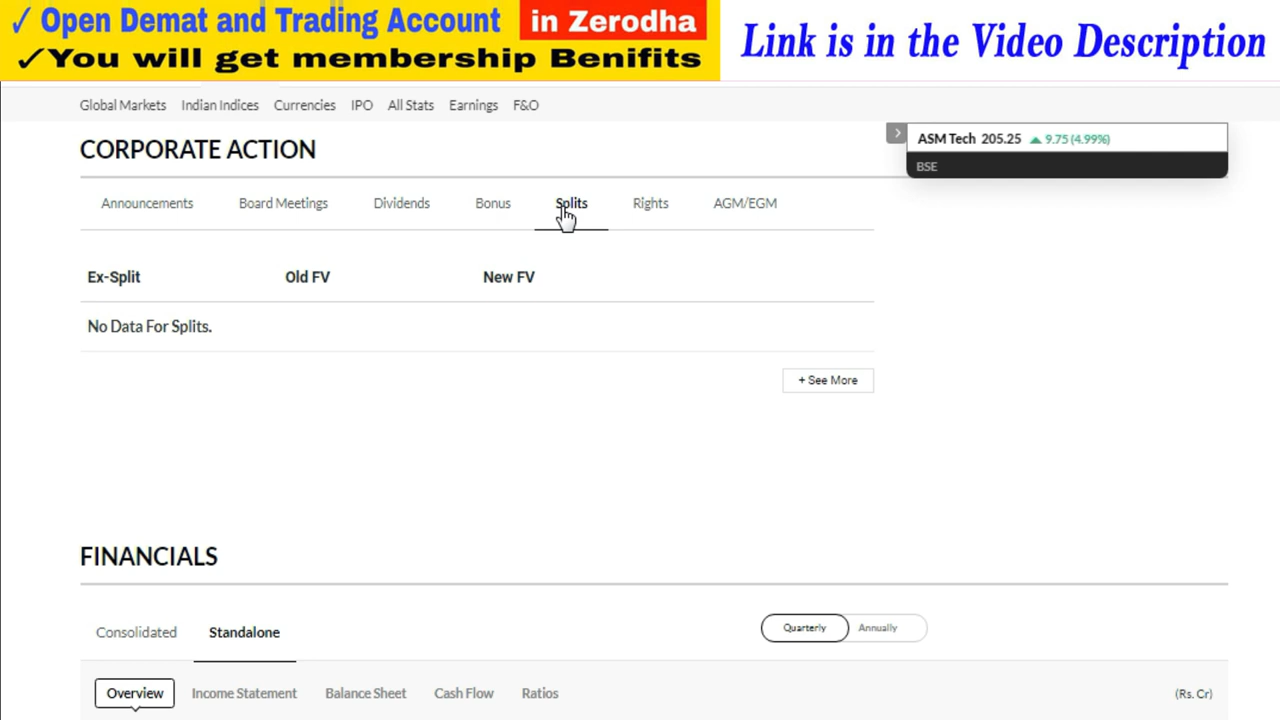 ✓ Open Demat and Trading Account in Zerodha
✓You will get membership Benifits
Link is in the Video Description
Global Markets Indian Indices Currencies IPO All Stats Earnings F&O
CORPORATE ACTION
ASM Tech 205.25 9.75 (4.99%)
BSE
Announcements Board Meetings Dividends Bonus Splits Rights AGM/EGM
Ex-Split Old FV New FV
No Data For Splits.
+ See More
FINANCIALS
Consolidated Standalone Quarterly Annually
Overview Income Statement Balance Sheet Cash Flow Ratios (Rs. Cr)